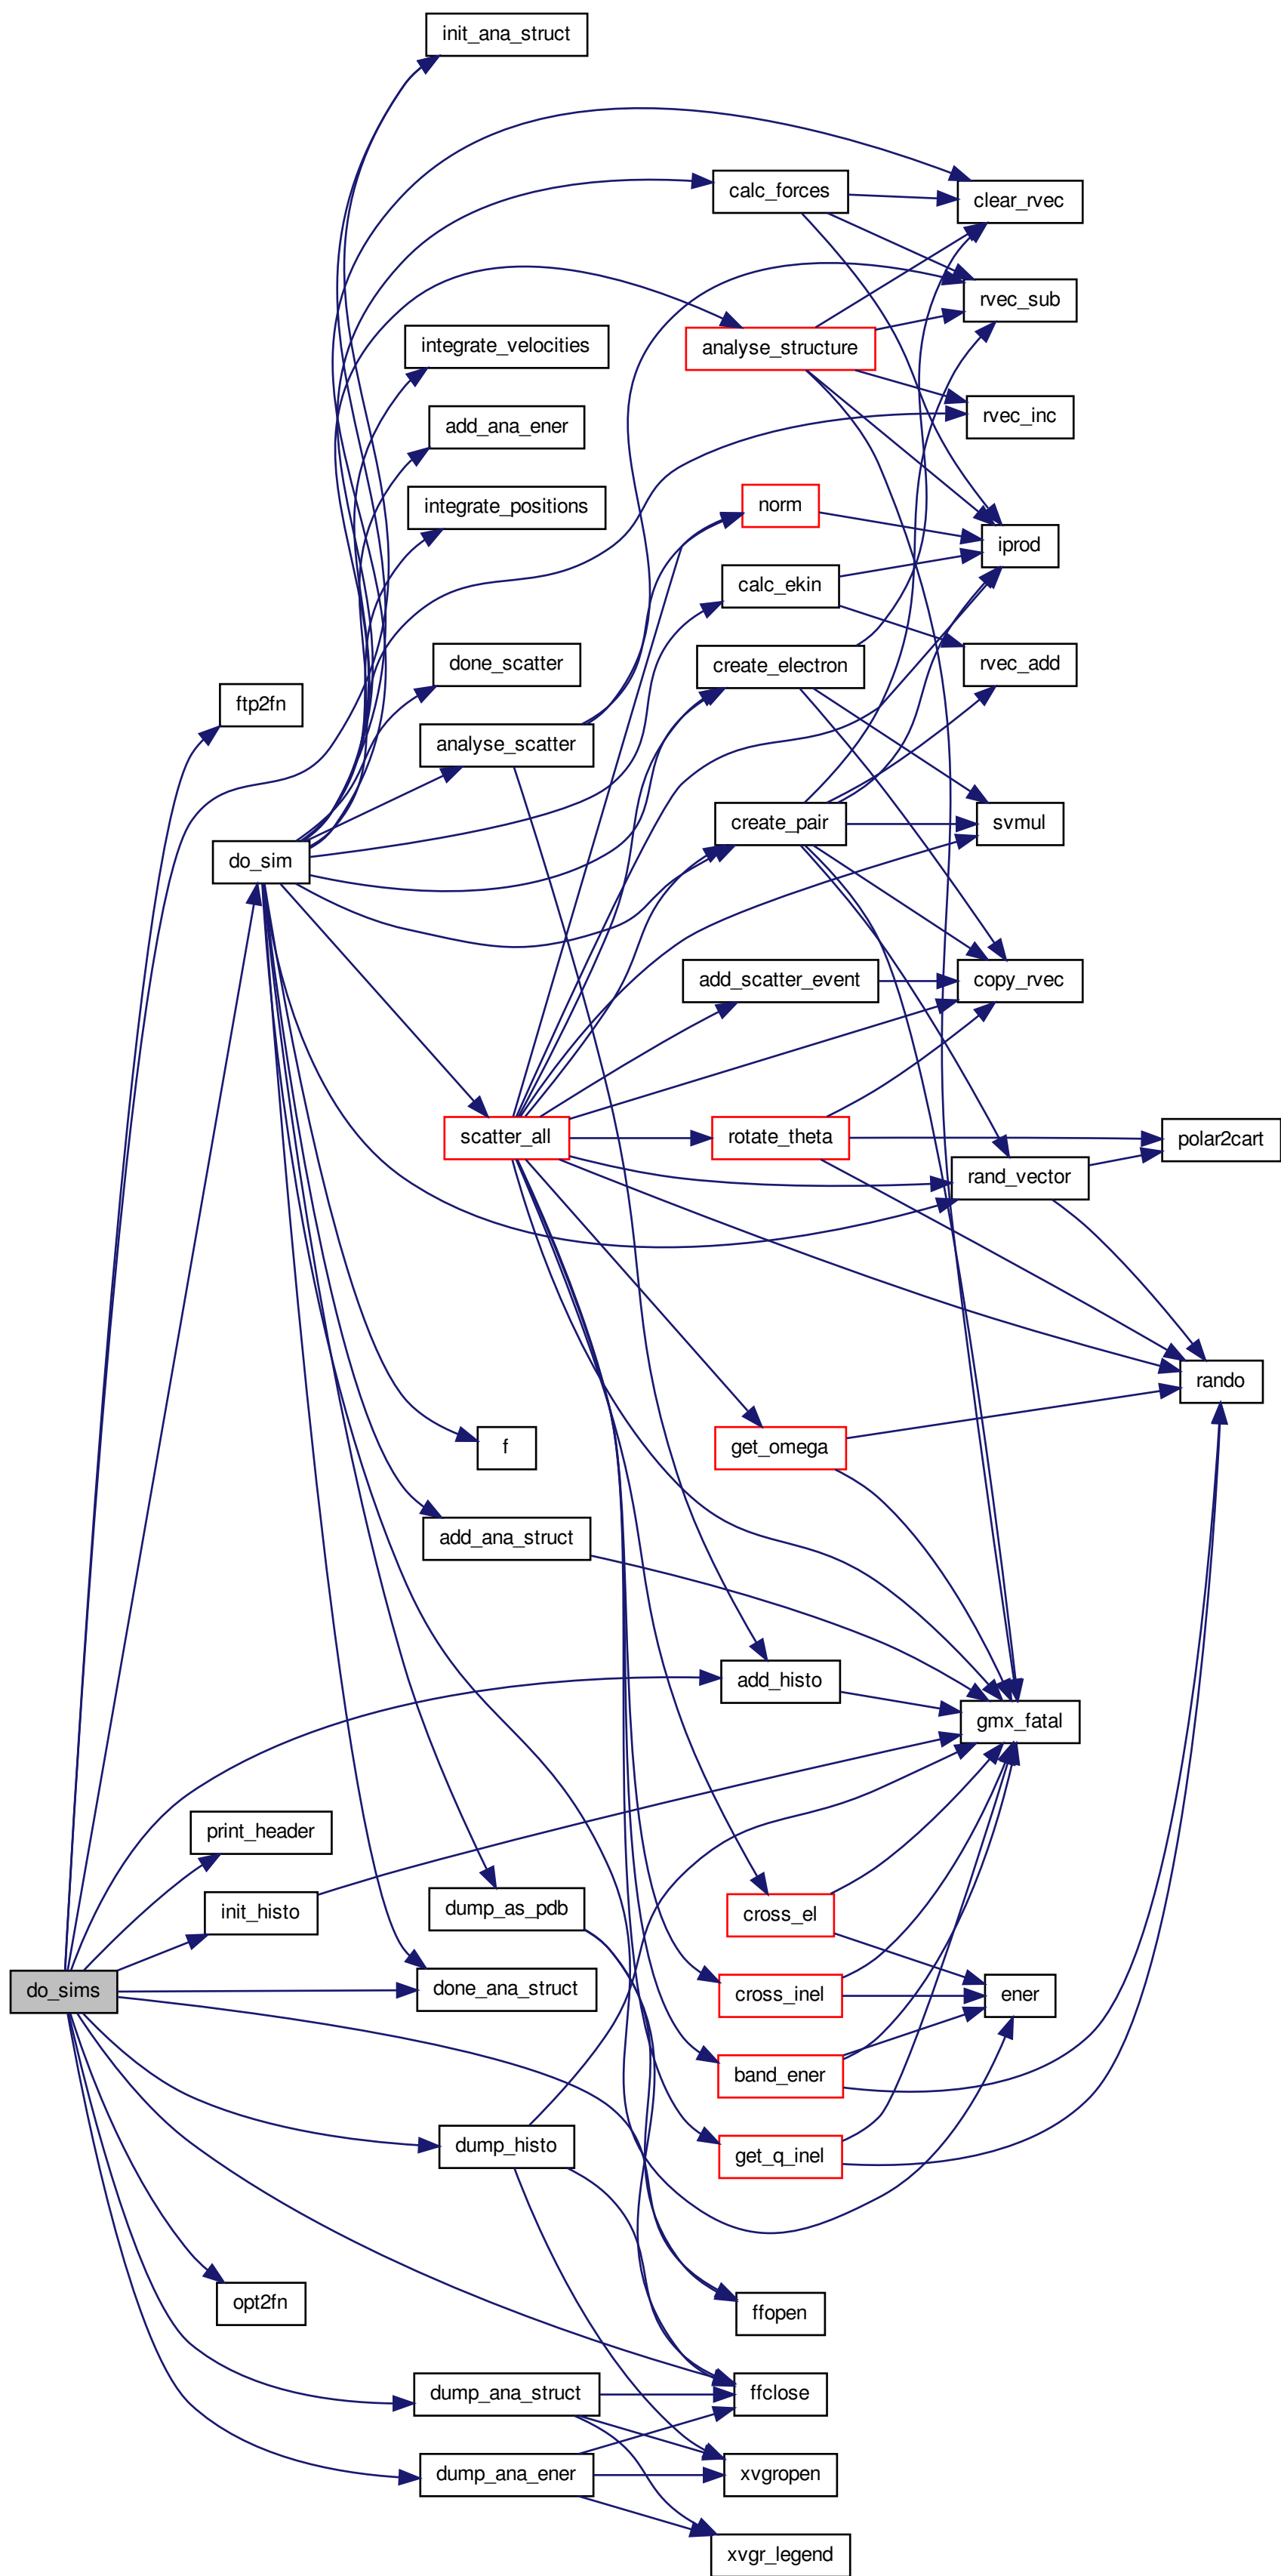 init_ana_struct
calc_forces
clear_rvec
rvec_sub
integrate_velocities
analyse_structure
add_ana_ener
rvec_inc
integrate_positions
norm
iprod
calc_ekin
done_scatter
create_electron
rvec_add
ftp2fn
analyse_scatter
do_sim
create_pair
svmul
add_scatter_event
copy_rvec
scatter_all
rotate_theta
polar2cart
rand_vector
rando
f
get_omega
add_ana_struct
add_histo
gmx_fatal
print_header
init_histo
dump_as_pdb
cross_el
do_sims
done_ana_struct
cross_inel
ener
band_ener
dump_histo
get_q_inel
opt2fn
ffopen
dump_ana_struct
ffclose
dump_ana_ener
xvgropen
xvgr_legend